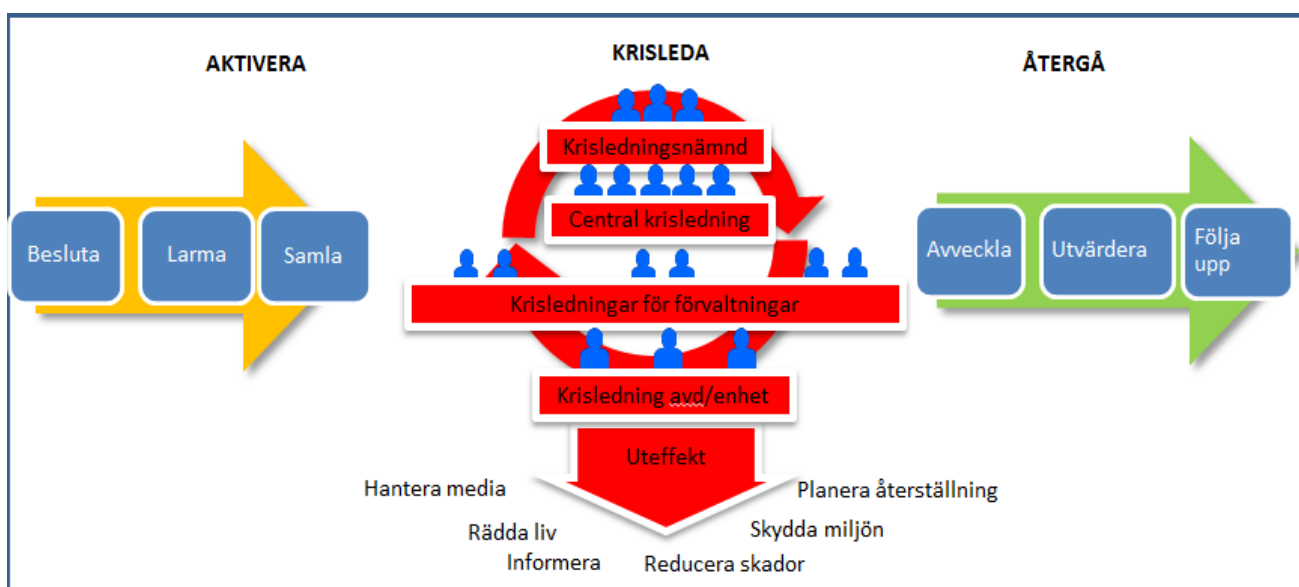 AKTIVERA
KRISLEDA
ÅTERGÅ
Besluta
Larma
Samla
Krisledningsnämnd
Central krisledning
Krisledningar för förvaltningar
Krisledning avd/enhet
Uteffekt
Avveckla
Utvärdera
Följa
upp
Hantera media
Planera återställning
Rädda liv
Skydda miljön
Informera
Reducera skador